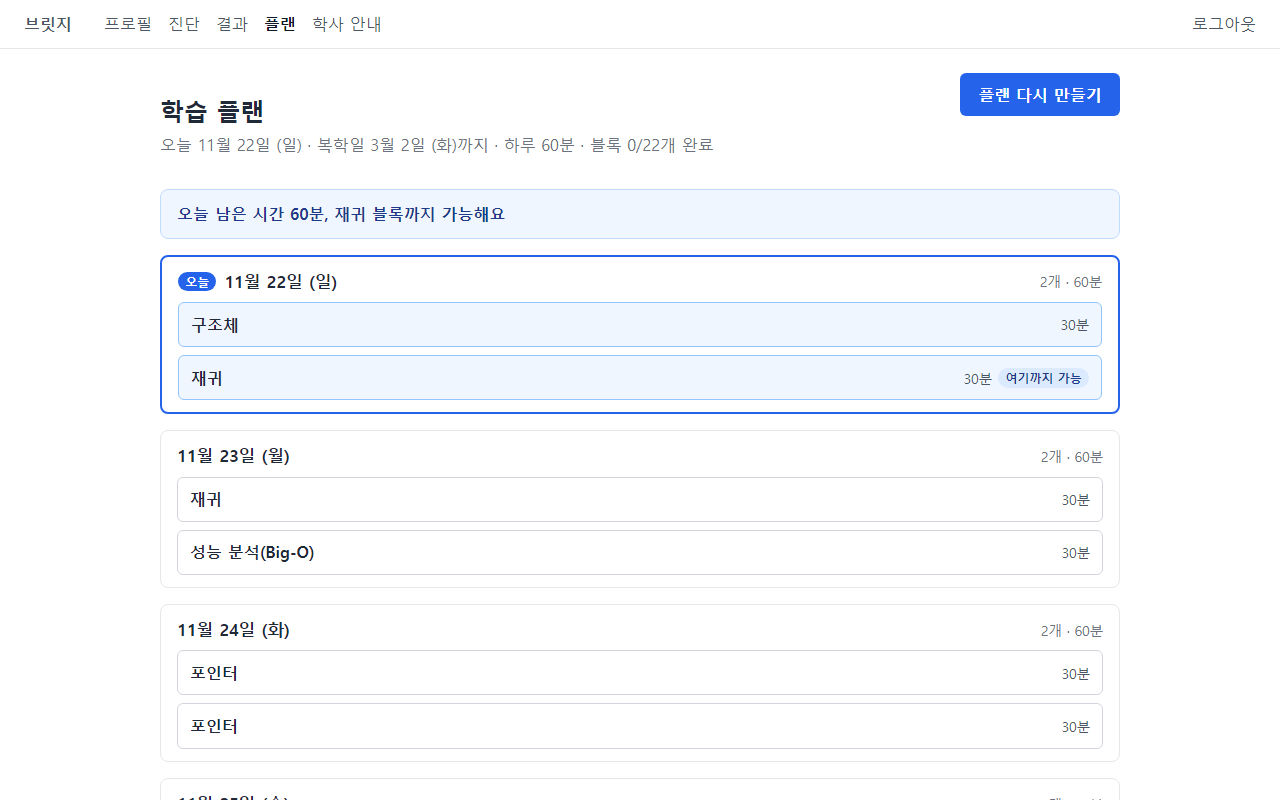 브릿지 프로필 진단 결과 플랜 학사 안내 로그아웃
학습 플랜
플랜 다시 만들기
오늘 11월 22일 (일) · 복학일 3월 2일 (화)까지 · 하루 60분 · 블록 0/22개 완료
오늘 남은 시간 60분, 재귀 블록까지 가능해요
오늘 11월 22일 (일) 2개 · 60분
구조체 30분
재귀 30분 여기까지 가능
11월 23일 (월) 2개 · 60분
재귀 30분
성능 분석(Big-O) 30분
11월 24일 (화) 2개 · 60분
포인터 30분
포인터 30분